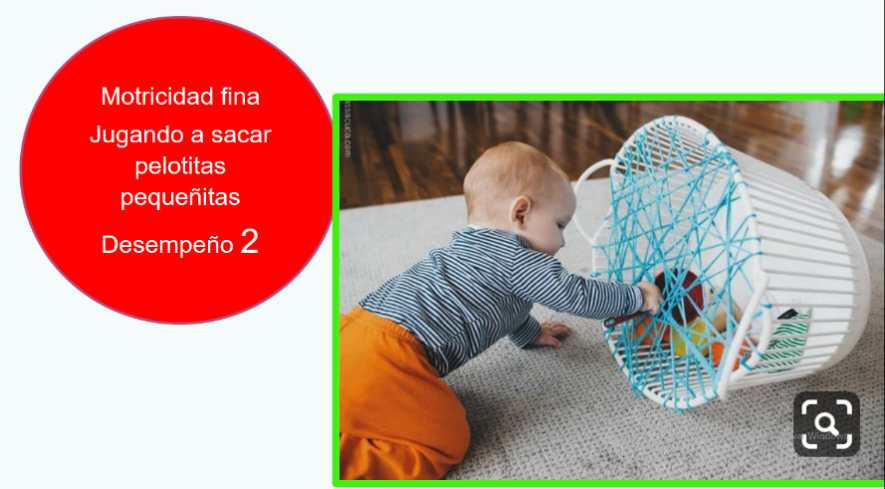 Motricidad fina
Jugando a sacar
pelotitas
pequeñitas
Desempeño 2